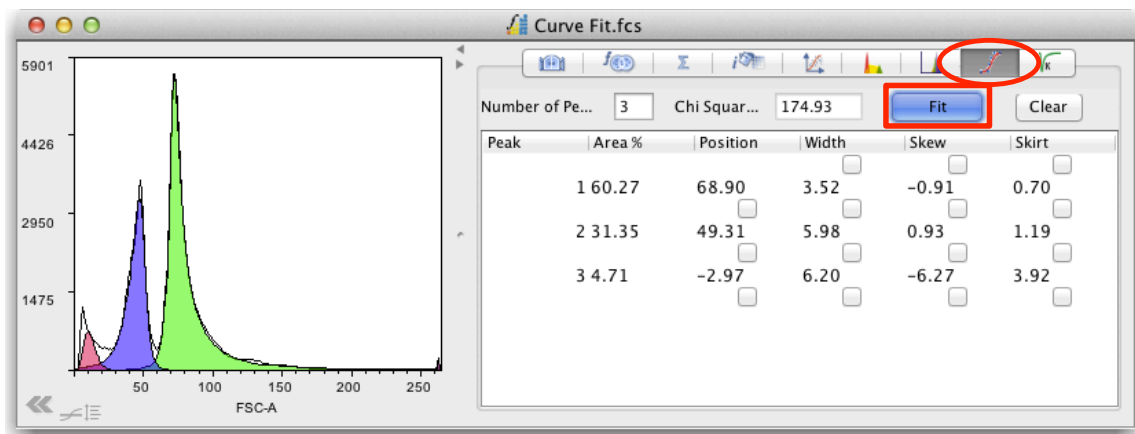 Curve Fit.fcs
5901
4426
2950
1475
50 100 150 200 250
FSC-A
Number of Pe... 3 Chi Squar... 174.93 Fit Clear
Peak Area % Position Width Skew Skirt
1 60.27 68.90 3.52 -0.91 0.70
2 31.35 49.31 5.98 0.93 1.19
3 4.71 -2.97 6.20 -6.27 3.92